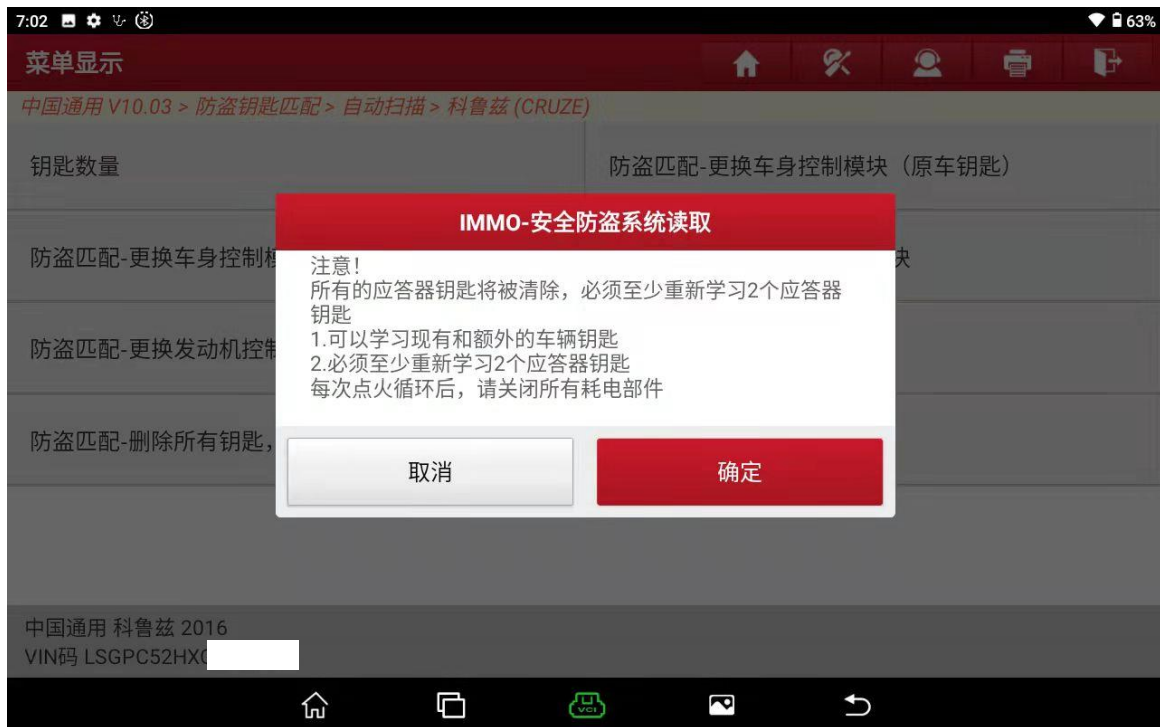 7:02
63%
菜单显示
中国通用 V10.03 > 防盗钥匙匹配 > 自动扫描 > 科鲁兹 (CRUZE)
钥匙数量
防盗匹配-更换车身控制模块（原车钥匙）
IMMO-安全防盗系统读取
防盗匹配-更换车身控制
注意！
所有的应答器钥匙将被清除，必须至少重新学习2个应答器
钥匙
1.可以学习现有和额外的车辆钥匙
2.必须至少重新学习2个应答器钥匙
每次点火循环后，请关闭所有耗电部件
防盗匹配-更换发动机控制
防盗匹配-删除所有钥匙，
取消
确定
中国通用 科鲁兹 2016
VIN码 LSGPC52HX
VCI